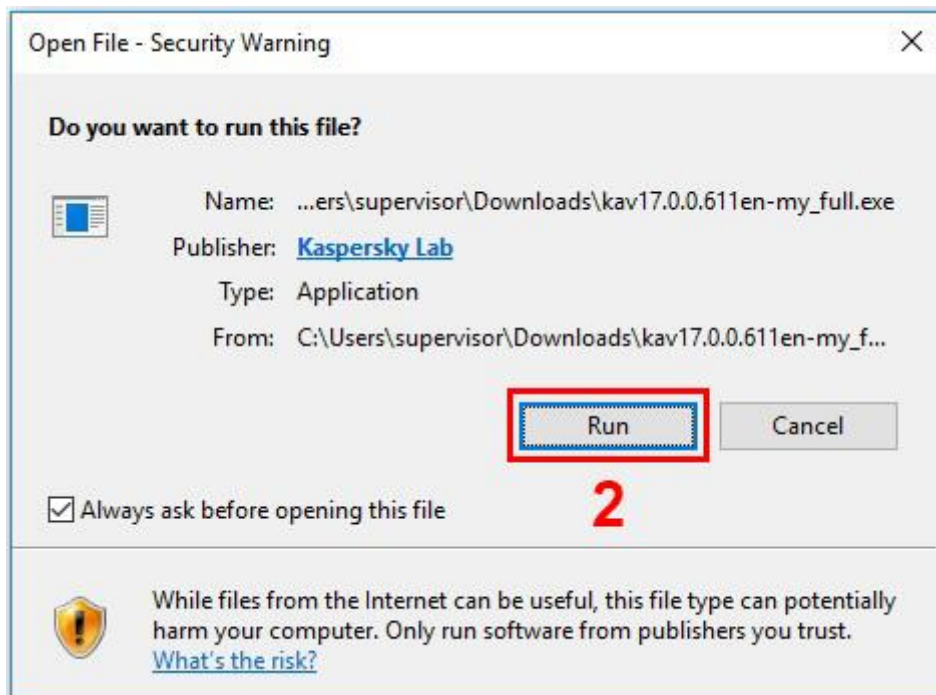 Open File - Security Warning
Do you want to run this file?
Name: ...ers\supervisor\Downloads\kav17.0.0.611en-my_full.exe
Publisher: Kaspersky Lab
Type: Application
From: C:\Users\supervisor\Downloads\kav17.0.0.611en-my_f...
Run Cancel
2
Always ask before opening this file
While files from the Internet can be useful, this file type can potentially
harm your computer. Only run software from publishers you trust.
What's the risk?